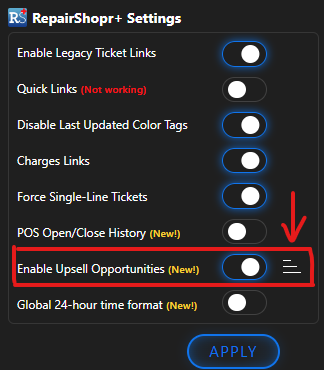 RS RepairShopr+ Settings
Enable Legacy Ticket Links
Quick Links (Not working)
Disable Last Updated Color Tags
Charges Links
Force Single-Line Tickets
POS Open/Close History (New!)
Enable Upsell Opportunities (New!)
Global 24-hour time format (New!)
APPLY